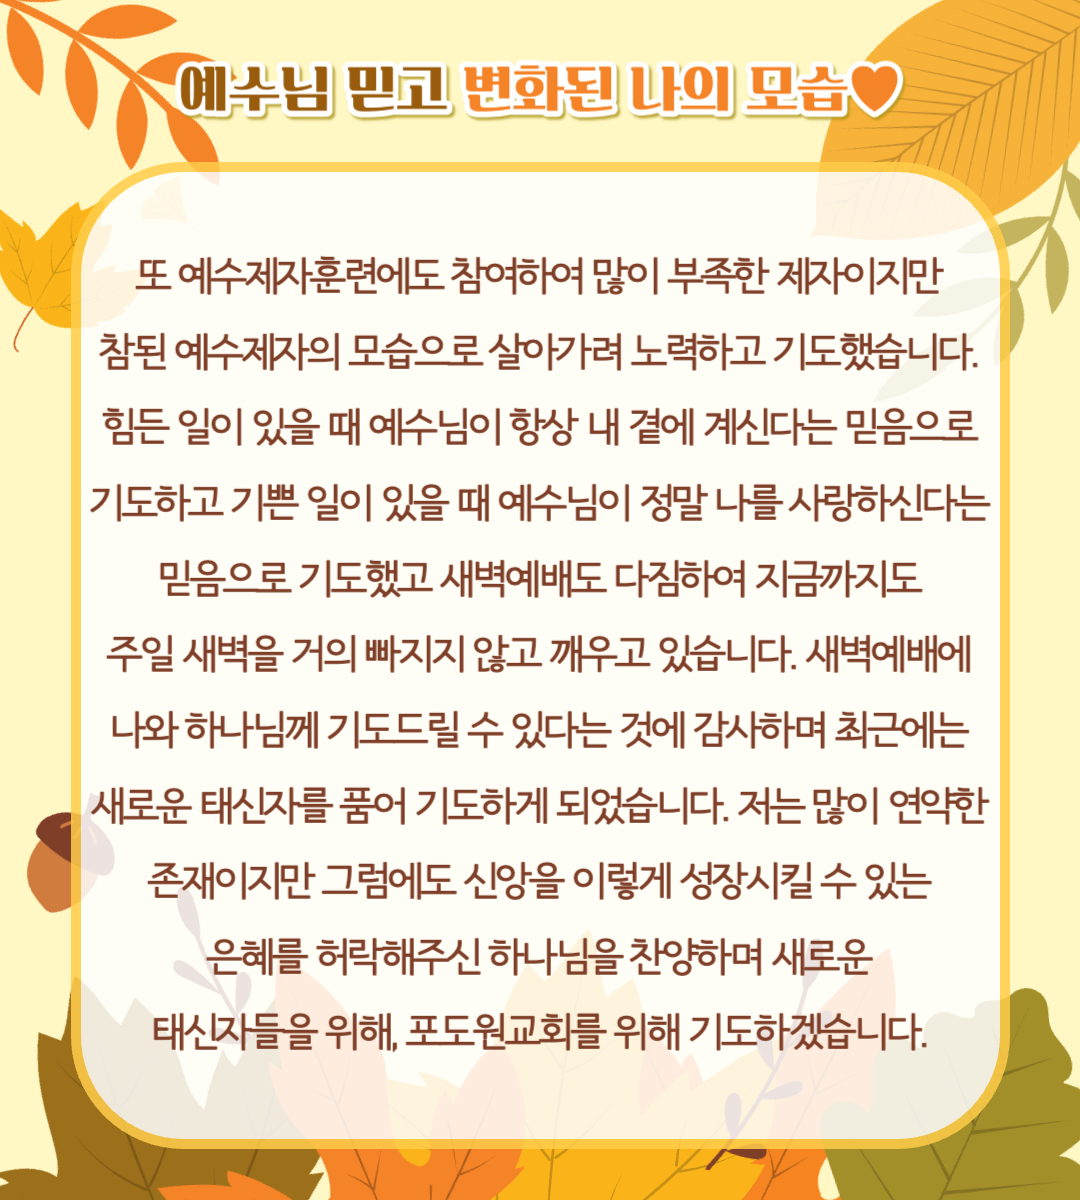 예수님 믿고 변화된 나의 모습♥
또 예수제자훈련에도 참여하여 많이 부족한 제자이지만
참된 예수제자의 모습으로 살아가려 노력하고 기도했습니다.
힘든 일이 있을 때 예수님이 항상 내 곁에 계신다는 믿음으로
기도하고 기쁜 일이 있을 때 예수님이 정말 나를 사랑하신다는
믿음으로 기도했고 새벽예배도 다짐하여 지금까지도
주일 새벽을 거의 빠지지 않고 깨우고 있습니다. 새벽예배에
나와 하나님께 기도드릴 수 있다는 것에 감사하며 최근에는
새로운 태신자를 품어 기도하게 되었습니다. 저는 많이 연약한
존재이지만 그럼에도 신앙을 이렇게 성장시킬 수 있는
은혜를 허락해주신 하나님을 찬양하며 새로운
태신자들을 위해, 포도원교회를 위해 기도하겠습니다.